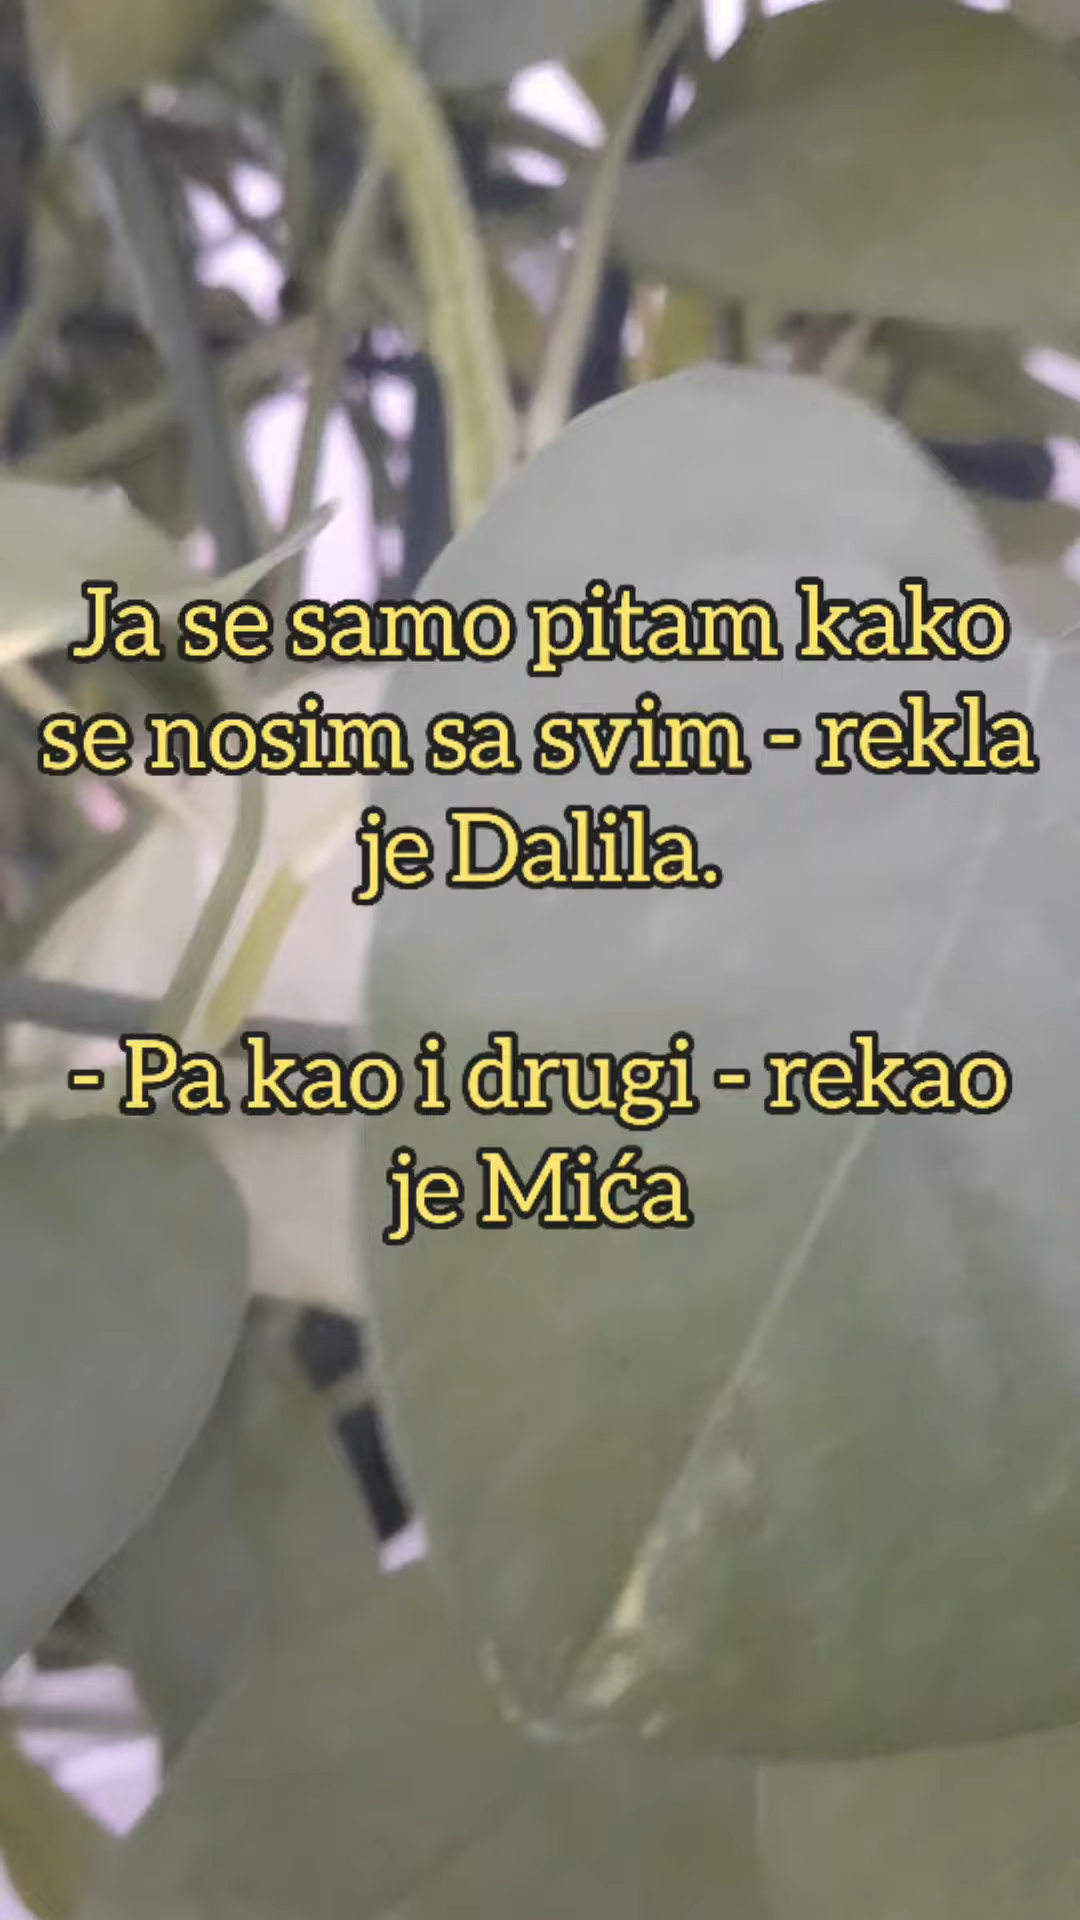 Ja se samo pitam kako
se nosim sa svim - rekla
je Dalila.
- Pa kao i drugi - rekao
je Mića